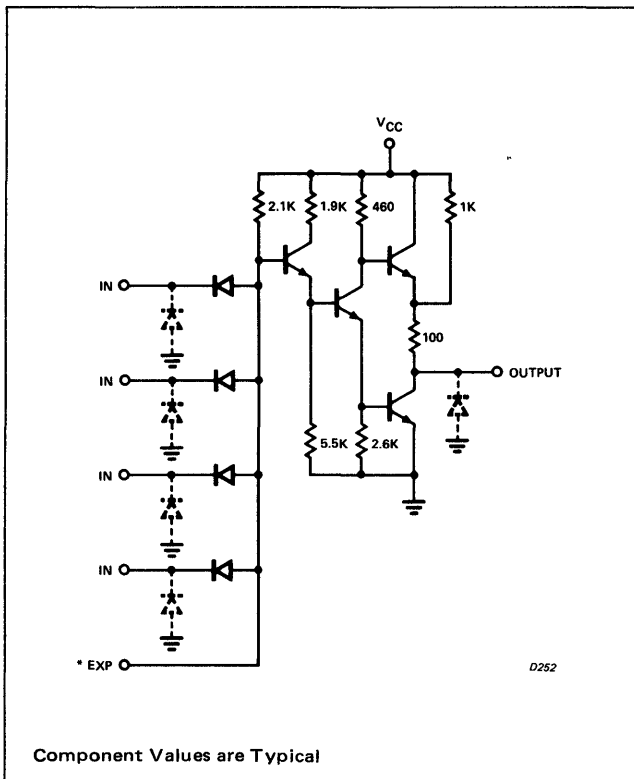 VCC
2.1K 1.9K 460 1K
IN
100
OUTPUT
IN
5.5K 2.6K
IN
IN
* EXP
D252
Component Values are Typical